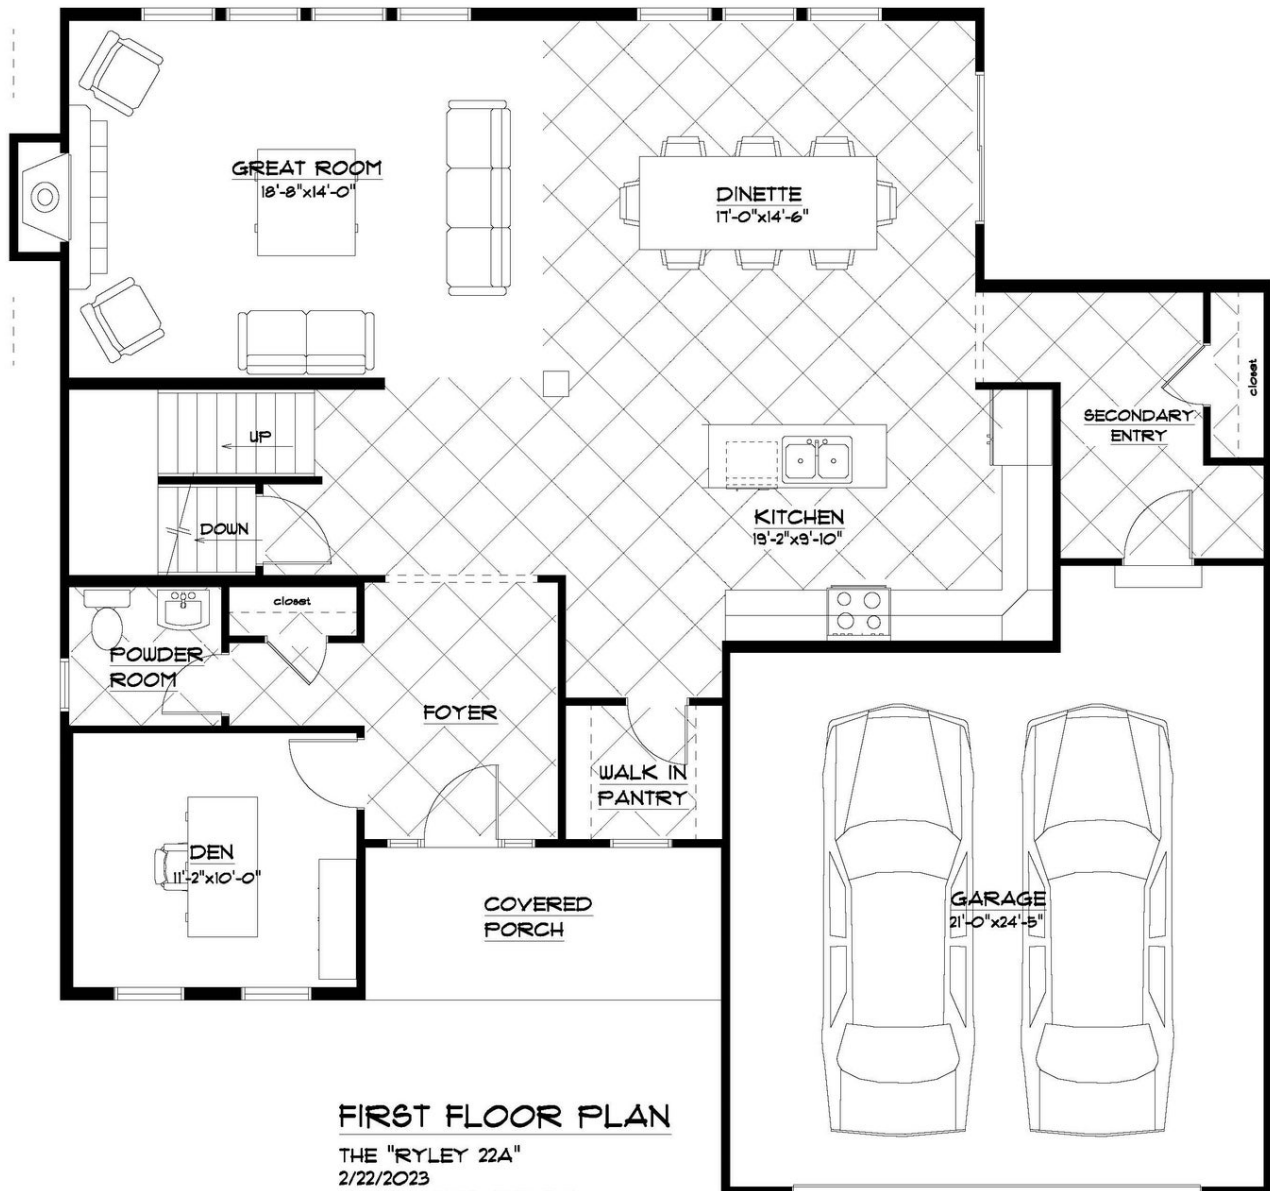 GREAT ROOM
18'-8"x14'-0"
DINETTE
17'-0"x14'-6"
closet
SECONDARY
ENTRY
UP
DOWN
KITCHEN
19'-2"x9'-10"
closet
POWDER
ROOM
FOYER
WALK IN
PANTRY
DEN
11'-2"x10'-0"
COVERED
PORCH
GARAGE
21'-0"x24'-5"
FIRST FLOOR PLAN
THE "RYLEY 22A"
2/22/2023